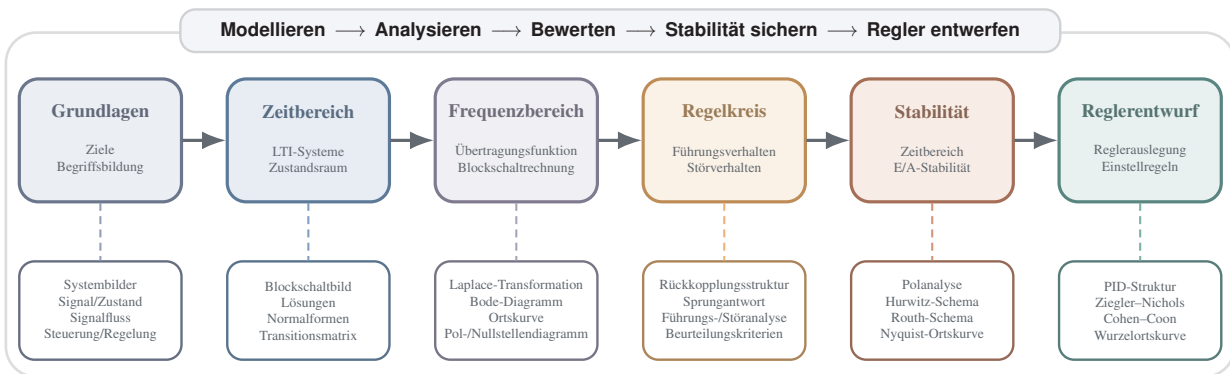 Modellieren → Analysieren → Bewerten → Stabilität sichern → Regler entwerfen
Grundlagen
Ziele
Begriffsbildung
Zeitbereich
LTI-Systeme
Zustandsraum
Frequenzbereich
Übertragungsfunktion
Blockschaltrechnung
Regelkreis
Führungsverhalten
Störverhalten
Stabilität
Zeitbereich
E/A-Stabilität
Reglerentwurf
Reglerauslegung
Einstellregeln
Systembilder
Signal/Zustand
Signalfluss
Steuerung/Regelung
Blockschaltbild
Lösungen
Normalformen
Transitionsmatrix
Laplace-Transformation
Bode-Diagramm
Ortskurve
Pol-/Nullstellendiagramm
Rückkopplungsstruktur
Sprungantwort
Führungs-/Störanalyse
Beurteilungskriterien
Polanalyse
Hurwitz-Schema
Routh-Schema
Nyquist-Ortskurve
PID-Struktur
Ziegler–Nichols
Cohen–Coon
Wurzelortskurve